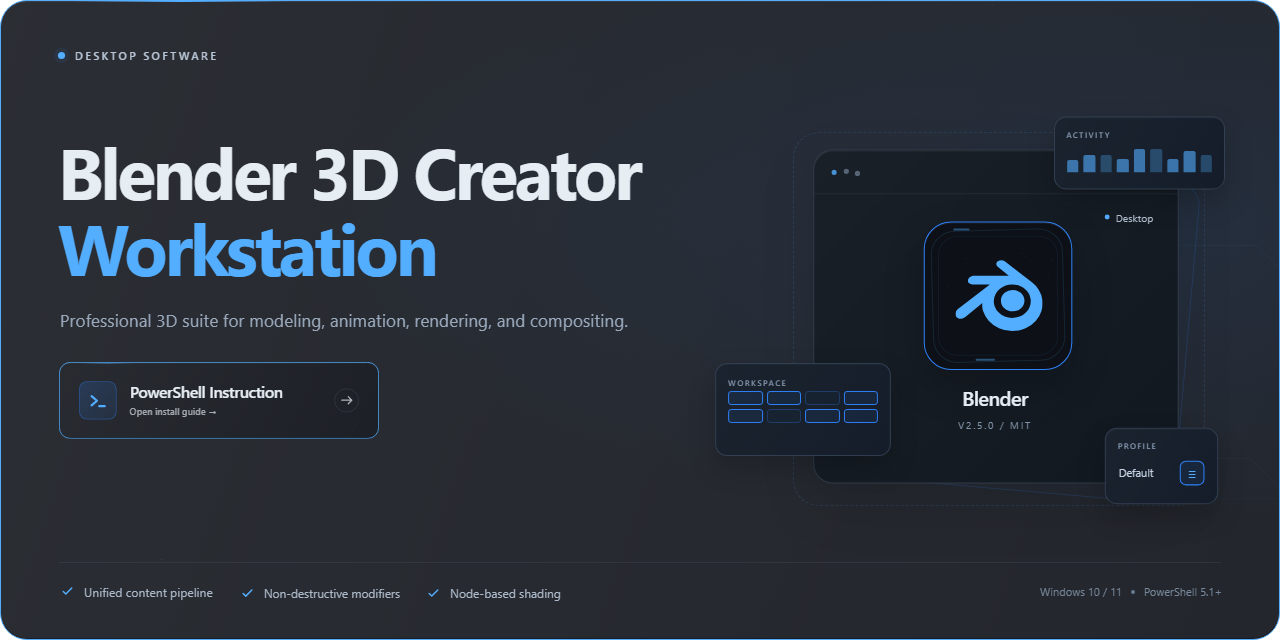 DESKTOP SOFTWARE
Blender 3D Creator
Workstation
Professional 3D suite for modeling, animation, rendering, and compositing.
PowerShell Instruction
Open install guide →
ACTIVITY
Desktop
WORKSPACE
Blender
V2.5.0 / MIT
PROFILE
Default
Unified content pipeline
Non-destructive modifiers
Node-based shading
Windows 10 / 11 • PowerShell 5.1+